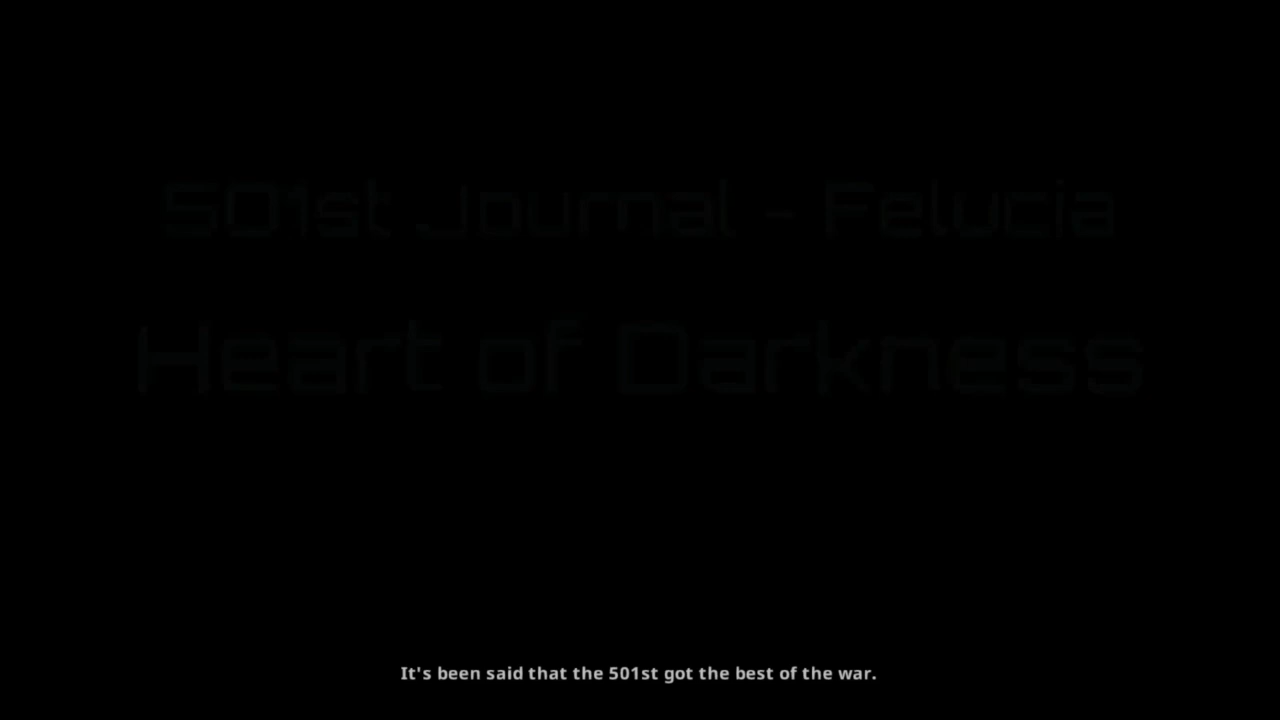 501st Journal - Felucia
Heart of Darkness
It's been said that the 501st got the best of the war.